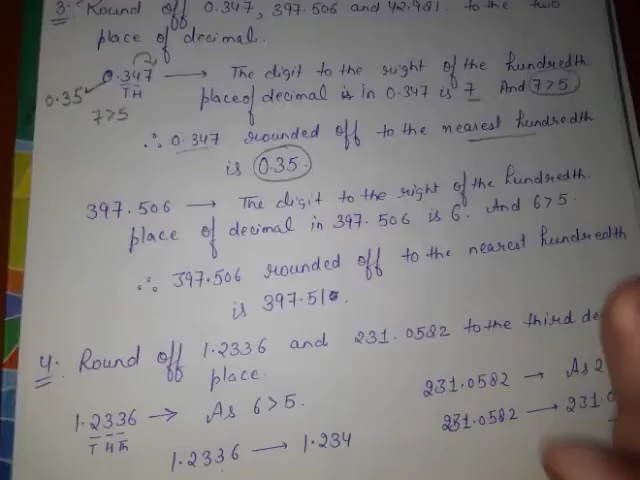 3. Round off 0.347, 397.506 and 42.981 to the two
place of decimal.
0.347 → The digit to the right of the hundredth
T H
0.35
7>5
place of decimal is in 0.347 is 7 And 7>5
∴ 0.347 rounded off to the nearest hundredth
is 0.35.
397.506 → The digit to the right of the hundredth
place of decimal in 397.506 is 6. And 6>5.
∴ 397.506 rounded off to the nearest hundredth
is 397.51.
4. Round off 1.2336 and 231.0582 to the third
place.
1.2336 → As 6>5.
T H Th
1.2336 → 1.234
231.0582 → As 2
231.0582 → 231.0